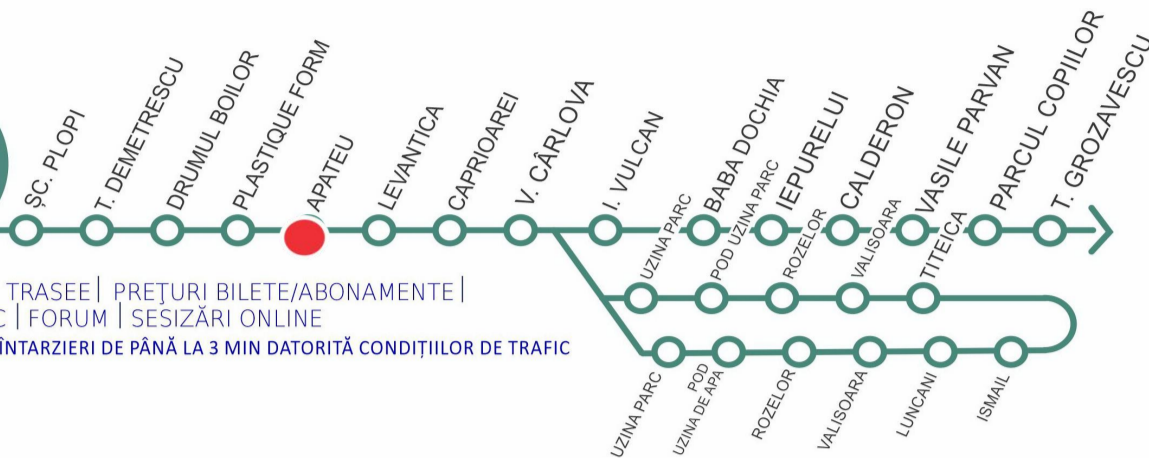 ȘC. PLOPI
T. DEMETRESCU
DRUMUL BOILOR
PLASTIQUE FORM
APATEU
LEVANTICA
CAPRIOAREI
V. CÂRLOVA
I. VULCAN
BABA DOCHIA
IEPURELUI
CALDERON
VASILE PARVAN
PARCUL COPIILOR
T. GROZAVESCU
UZINA PARC
POD UZINA PARC
ROZELOR
VALISOARA
TITEICA
TRASEE| PREŢURI BILETE/ABONAMENTE|
C | FORUM | SESIZĂRI ONLINE
ÎNTARZIERI DE PÂNĂ LA 3 MIN DATORITĂ CONDIȚIILOR DE TRAFIC
UZINA PARC
POD
UZINA DE APA
ROZELOR
VALISOARA
LUNCANI
ISMAIL